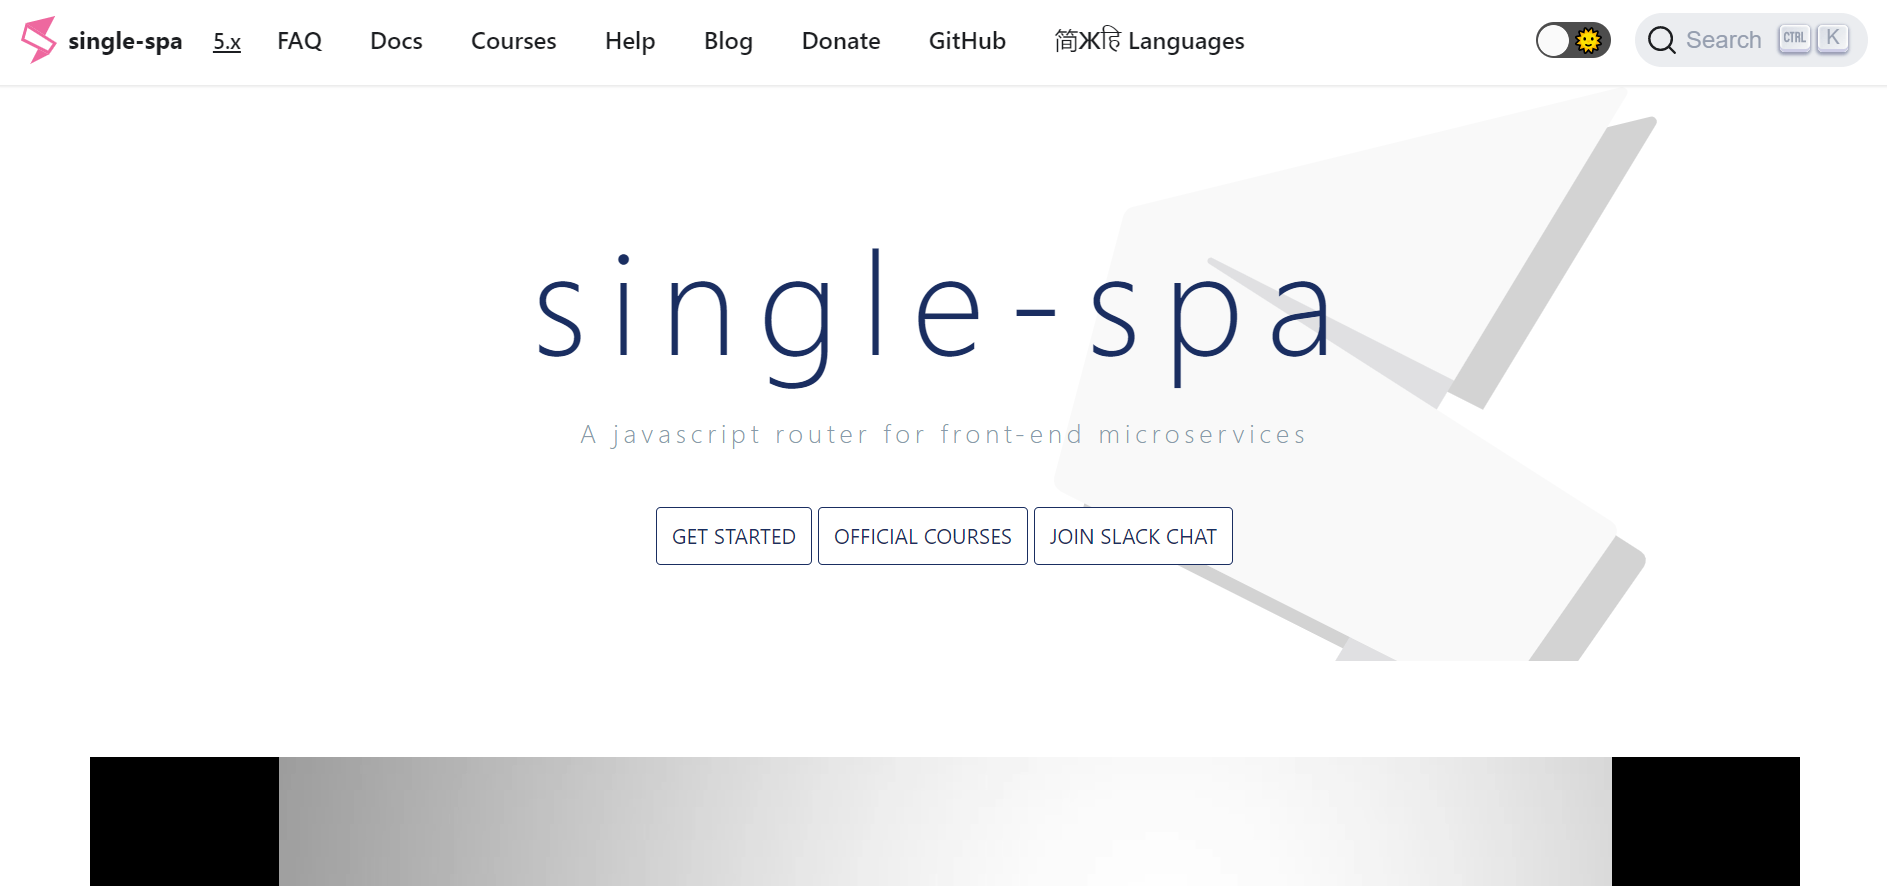 single-spa 5.x FAQ Docs Courses Help Blog Donate GitHub 简Жहि Languages Search CTRL K
single-spa
A javascript router for front-end microservices
GET STARTED OFFICIAL COURSES JOIN SLACK CHAT